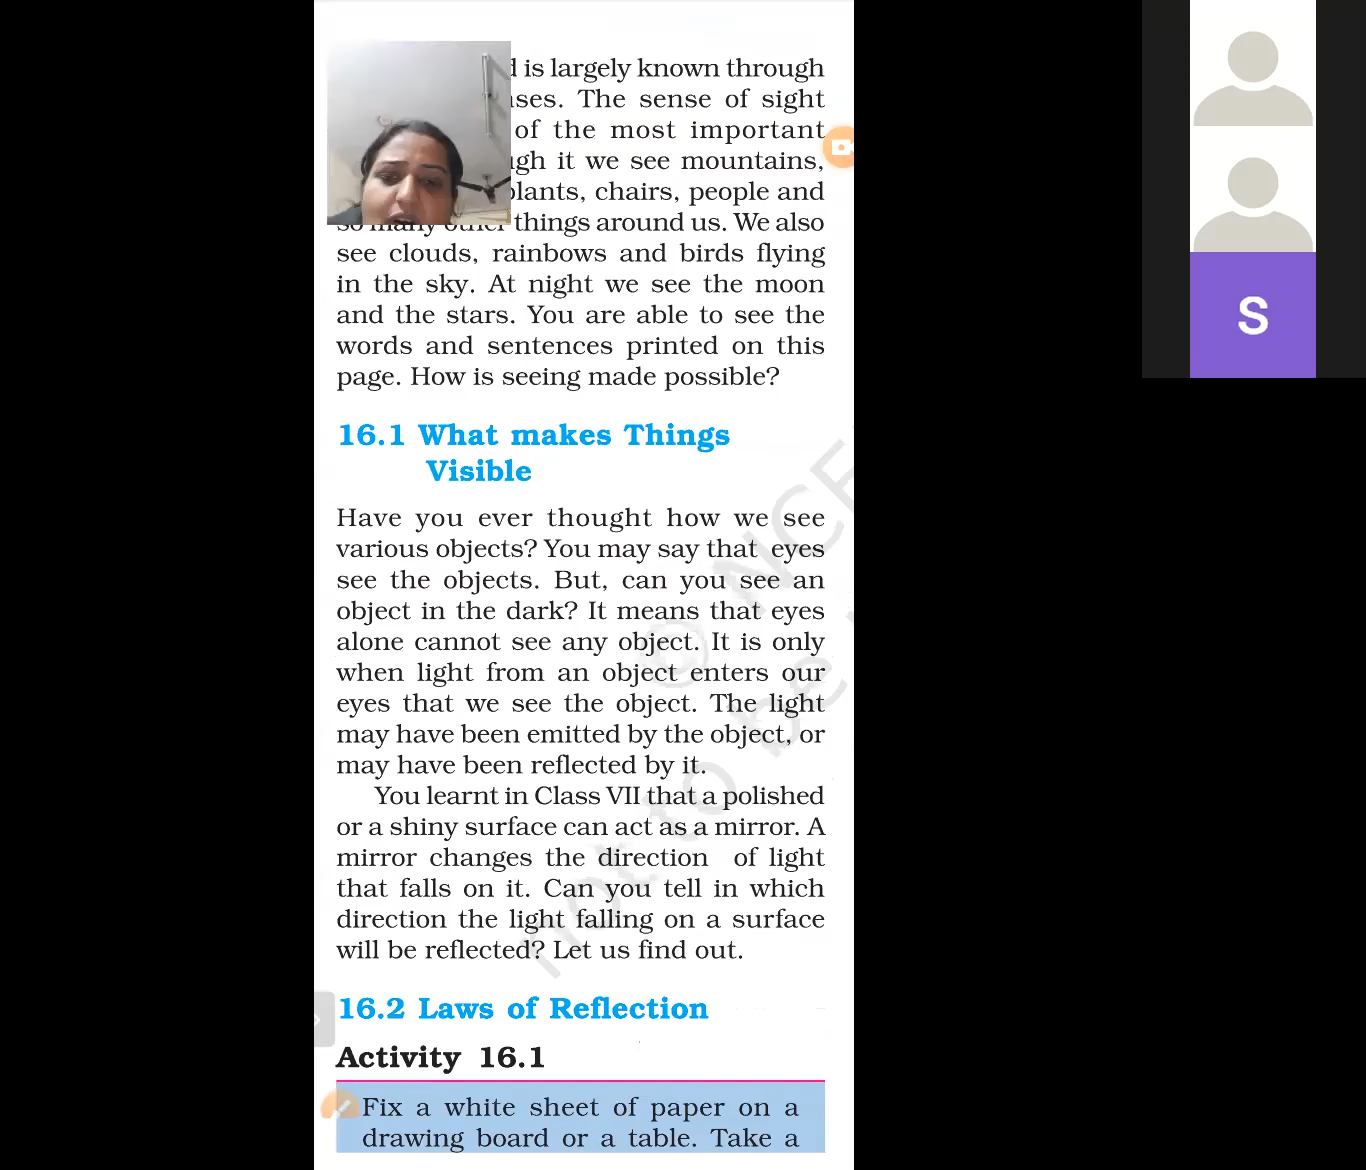 is largely known through
The sense of sight
of the most important
it we see mountains,
plants, chairs, people and
so many other things around us. We also
see clouds, rainbows and birds flying
in the sky. At night we see the moon
and the stars. You are able to see the
words and sentences printed on this
page. How is seeing made possible?
16.1 What makes Things
Visible
Have you ever thought how we see
various objects? You may say that eyes
see the objects. But, can you see an
object in the dark? It means that eyes
alone cannot see any object. It is only
when light from an object enters our
eyes that we see the object. The light
may have been emitted by the object, or
may have been reflected by it.
You learnt in Class VII that a polished
or a shiny surface can act as a mirror. A
mirror changes the direction of light
that falls on it. Can you tell in which
direction the light falling on a surface
will be reflected? Let us find out.
16.2 Laws of Reflection
Activity 16.1
Fix a white sheet of paper on a
drawing board or a table. Take a
S
© NCE
not to be